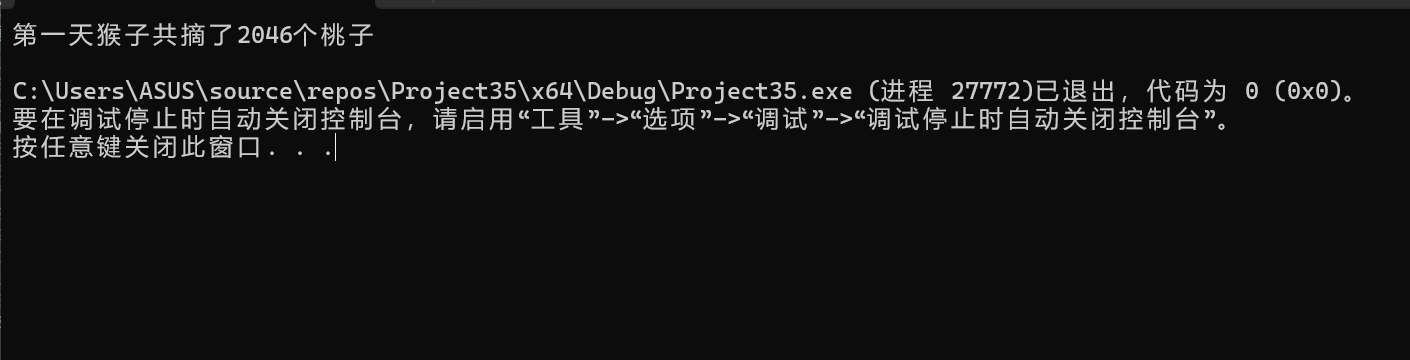 第一天猴子共摘了2046个桃子
C:\Users\ASUS\source\repos\Project35\x64\Debug\Project35.exe (进程 27772)已退出，代码为 0 (0x0)。
要在调试停止时自动关闭控制台，请启用“工具”->“选项”->“调试”->“调试停止时自动关闭控制台”。
按任意键关闭此窗口. . .